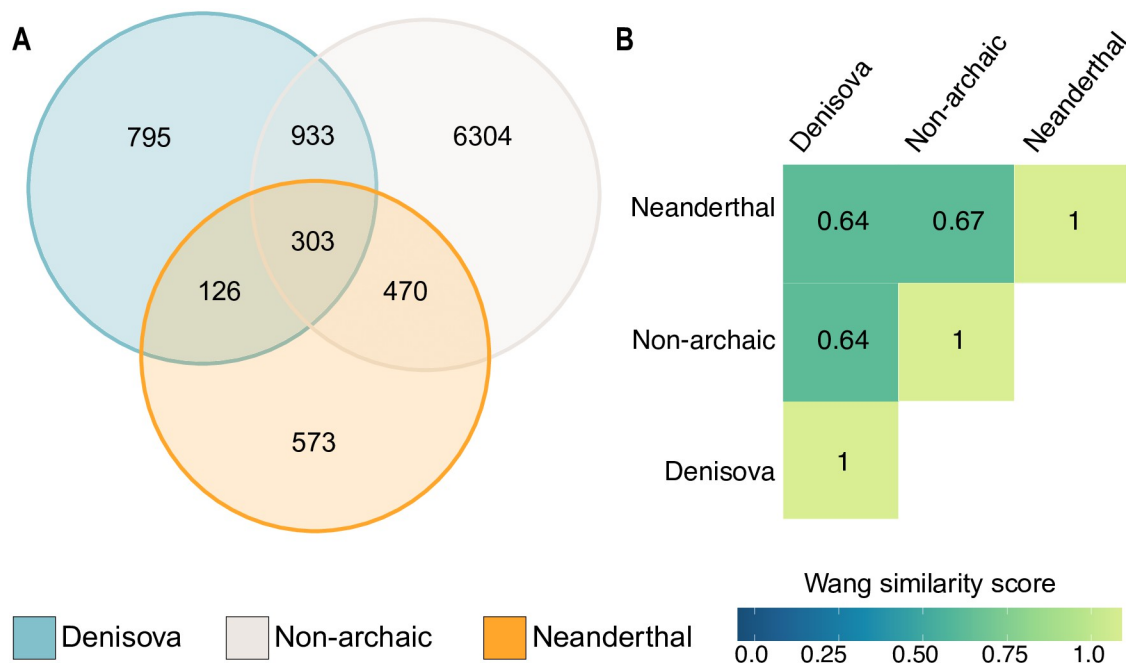 A
795
933
6304
303
126
470
573
Denisova
Non-archaic
Neanderthal
B
Denisova
Non-archaic
Neanderthal
Neanderthal 0.64 0.67 1
Non-archaic 0.64 1
Denisova 1
Wang similarity score
0.0 0.25 0.50 0.75 1.0